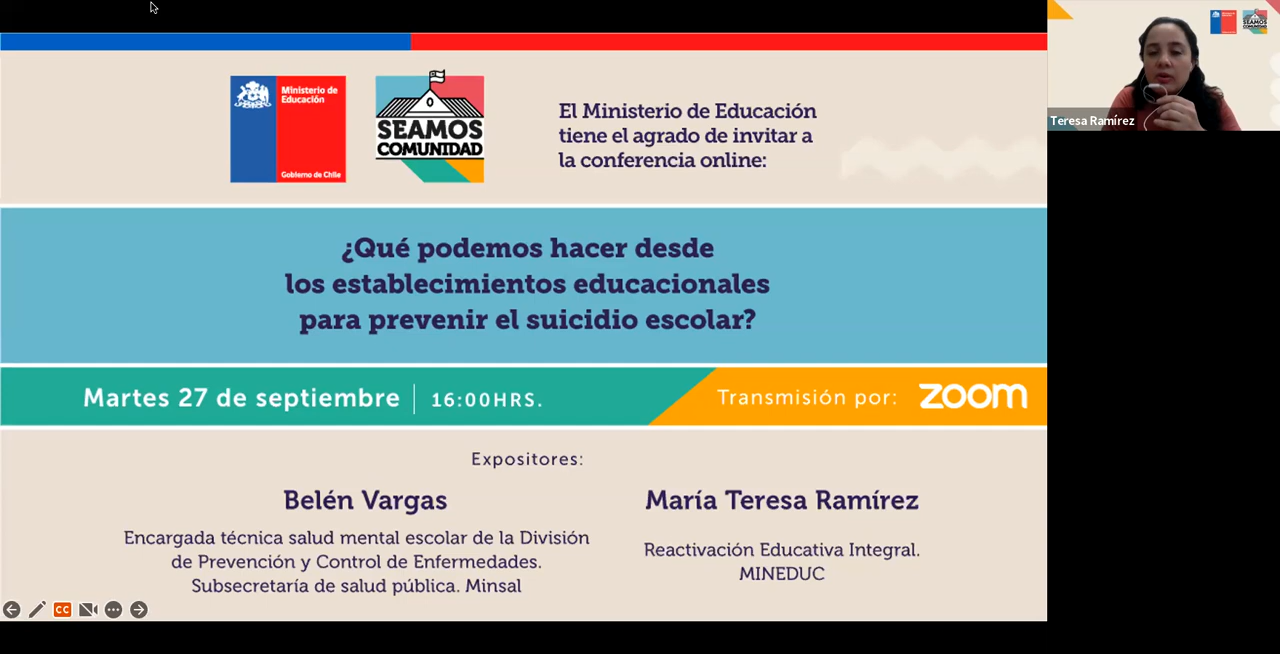 Ministerio de
Educación
Gobierno de Chile
SEAMOS
COMUNIDAD
El Ministerio de Educación
tiene el agrado de invitar a
la conferencia online:
¿Qué podemos hacer desde
los establecimientos educacionales
para prevenir el suicidio escolar?
Martes 27 de septiembre | 16:00HRS.
Transmisión por: zoom
Expositores:
Belén Vargas
Encargada técnica salud mental escolar de la División
de Prevención y Control de Enfermedades.
Subsecretaría de salud pública. Minsal
María Teresa Ramírez
Reactivación Educativa Integral.
MINEDUC
CC
SEAMOS
COMUNIDAD
Teresa Ramírez